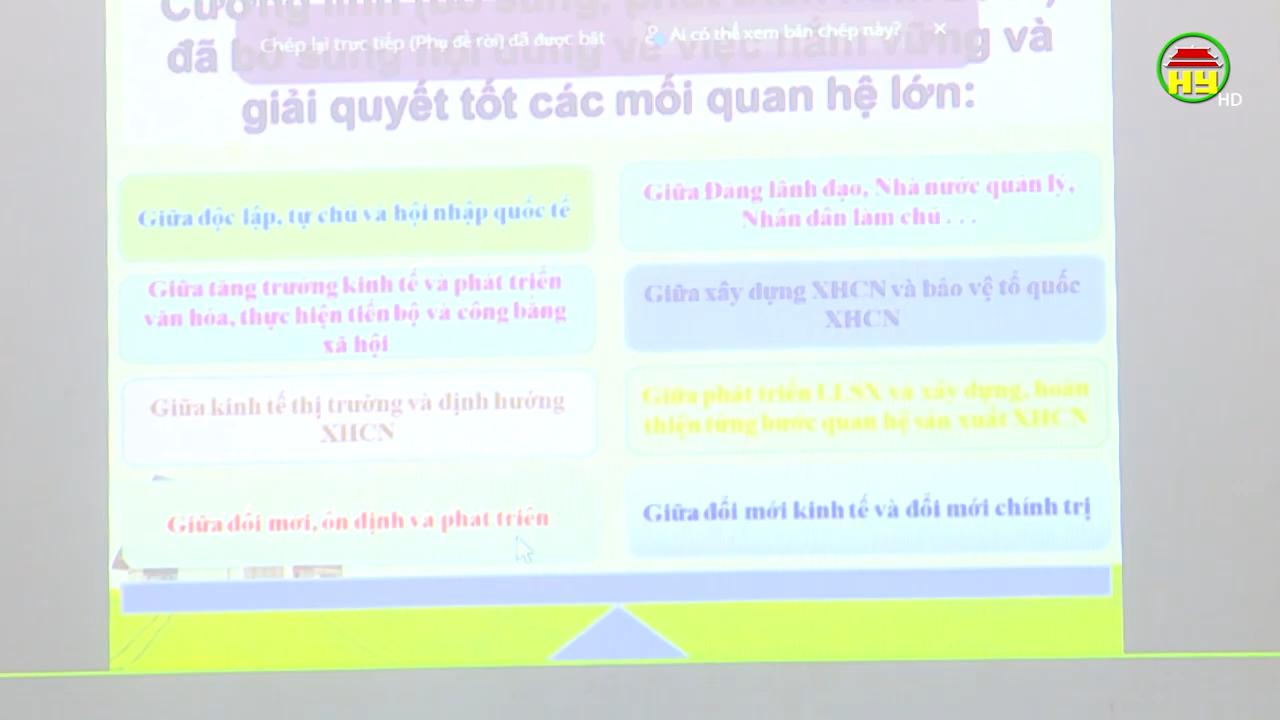 Cương lĩnh
Chép lại trực tiếp (Phụ đề rời) đã được bật
Ai có thể xem bản chép này?
đã và
giải quyết tốt các mối quan hệ lớn:
HY
HD
Giữa độc lập, tự chủ và hội nhập quốc tế
Giữa Đảng lãnh đạo, Nhà nước quản lý,
Nhân dân làm chủ . . .
Giữa tăng trưởng kinh tế và phát triển
văn hóa, thực hiện tiến bộ và công bằng
xã hội
Giữa xây dựng XHCN và bảo vệ tổ quốc
XHCN
Giữa kinh tế thị trường và định hướng
XHCN
Giữa phát triển LLSX và xây dựng, hoàn
thiện từng bước quan hệ sản xuất XHCN
Giữa đổi mới, ổn định và phát triển
Giữa đổi mới kinh tế và đổi mới chính trị